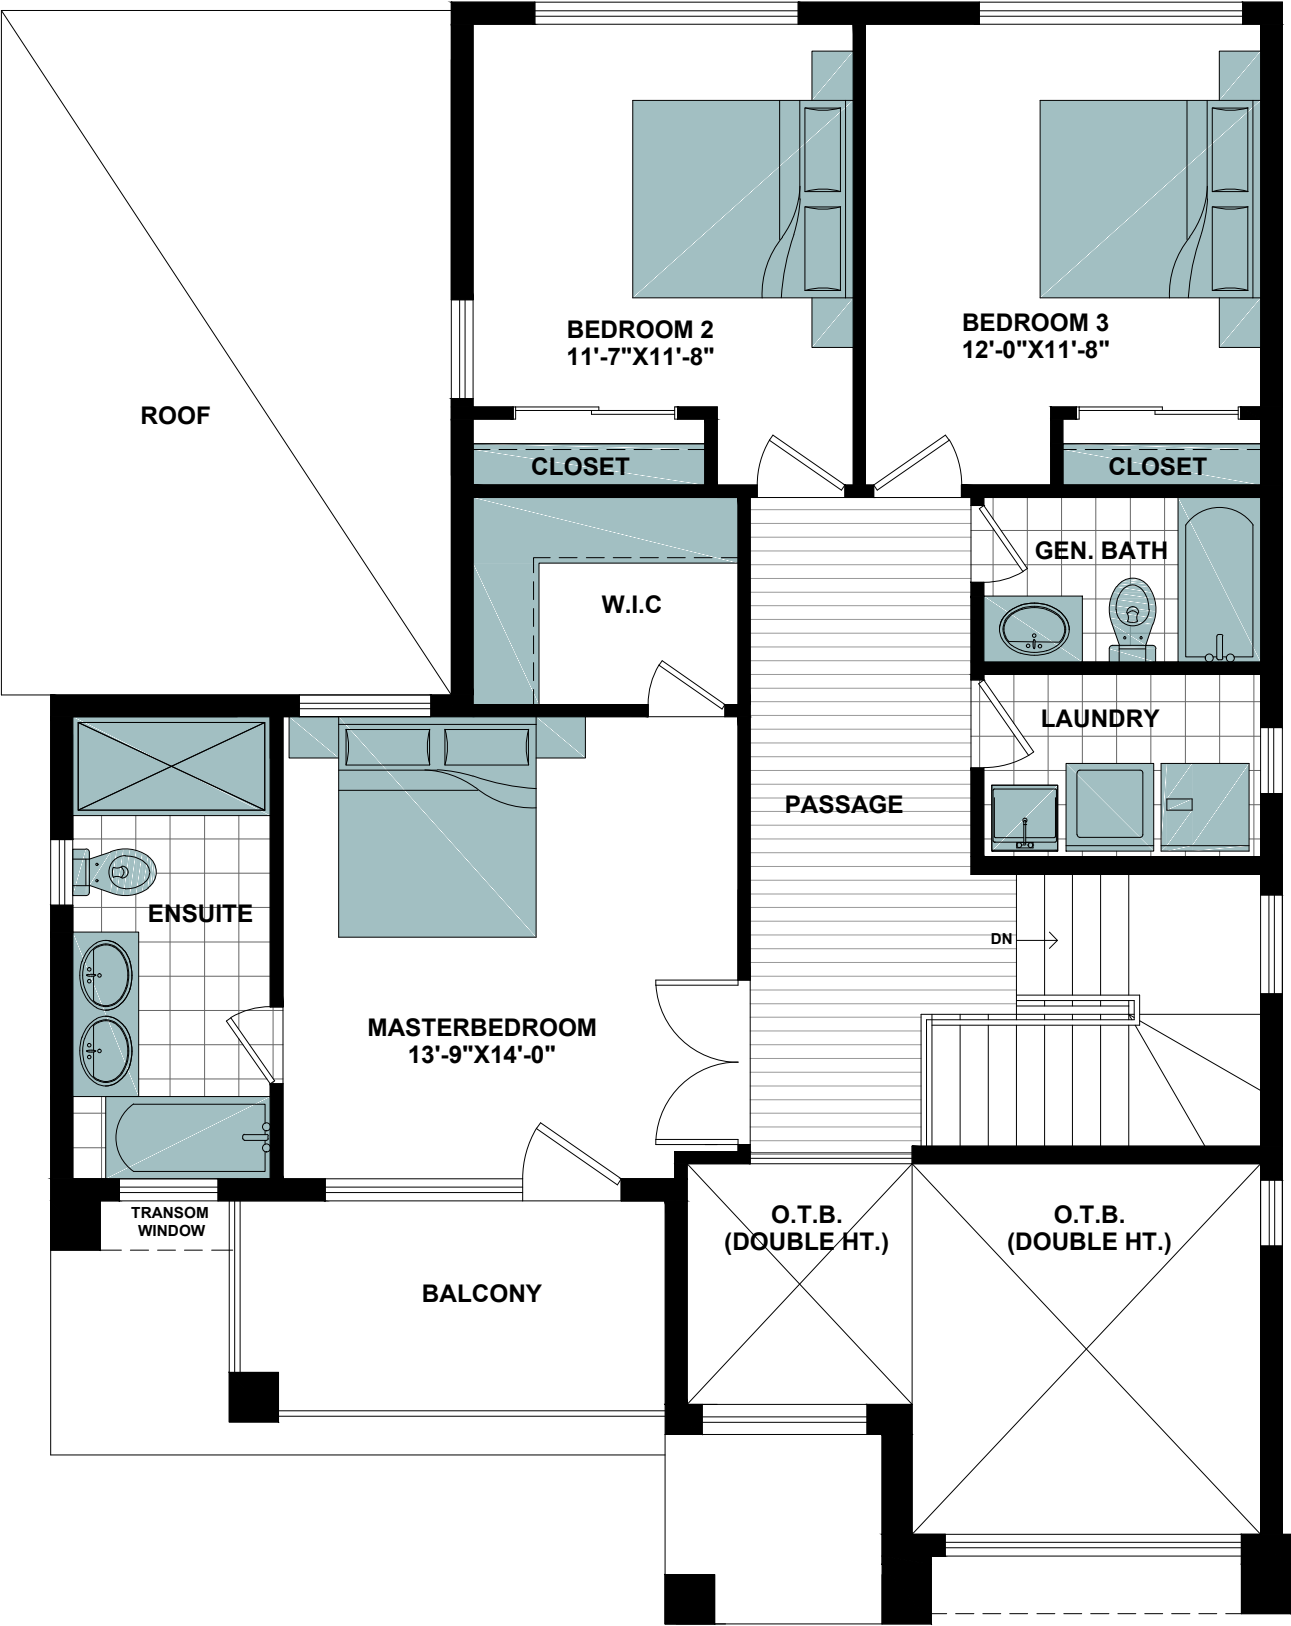 BEDROOM 2
11'-7"X11'-8"
BEDROOM 3
12'-0"X11'-8"
ROOF
CLOSET
CLOSET
GEN. BATH
W.I.C
LAUNDRY
PASSAGE
ENSUITE
DN
MASTERBEDROOM
13'-9"X14'-0"
TRANSOM
WINDOW
O.T.B.
(DOUBLE HT.)
O.T.B.
(DOUBLE HT.)
BALCONY